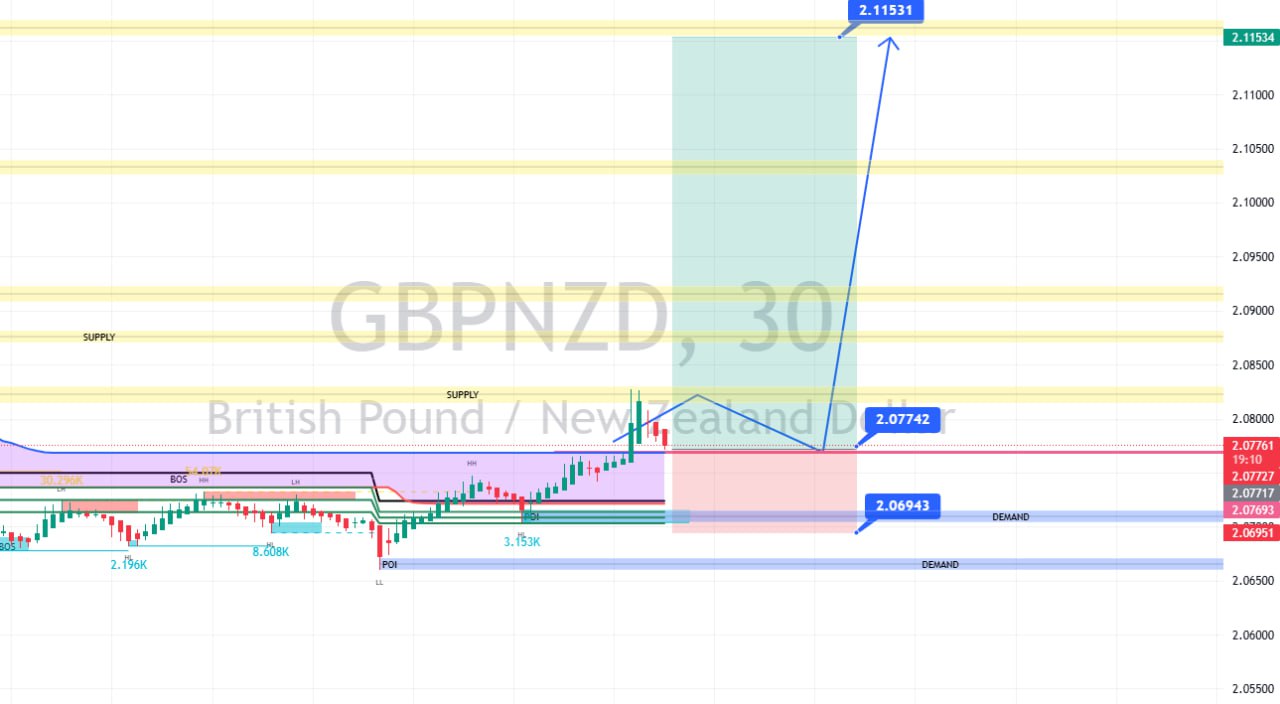 2.11531
2.11534
2.11000
2.10500
2.10000
2.09500
GBPNZD, 30
2.09000
SUPPLY
2.08500
SUPPLY
British Pound / New Zealand Dollar
2.08000
2.07742
2.07761
19:10
HH
30.296K
LH
BOS
HH
LH
2.07727
2.07717
2.06943
2.07693
POI
DEMAND
2.06951
BOS
HL
2.196K
HL
8.608K
HL
3.153K
POI
DEMAND
LL
2.06500
2.06000
2.05500